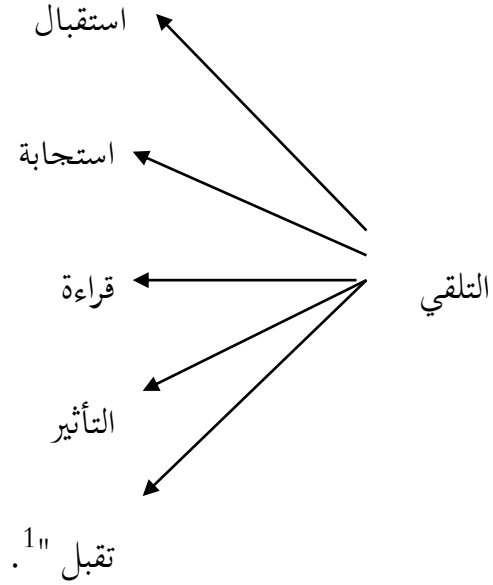 استقبال
استجابة
التلقي
قراءة
التأثير
تقبل "1.